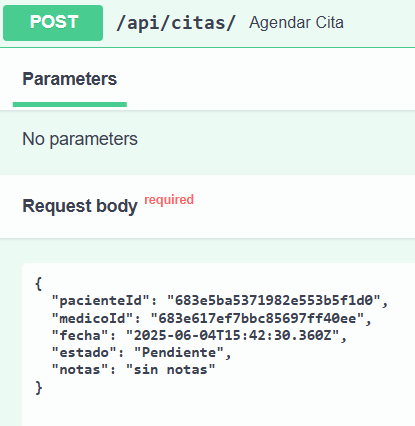 POST /api/citas/ Agendar Cita
Parameters
No parameters
Request body required
{
  "pacienteId": "683e5ba5371982e553b5f1d0",
  "medicoId": "683e617ef7bbc85697ff40ee",
  "fecha": "2025-06-04T15:42:30.360Z",
  "estado": "Pendiente",
  "notas": "sin notas"
}